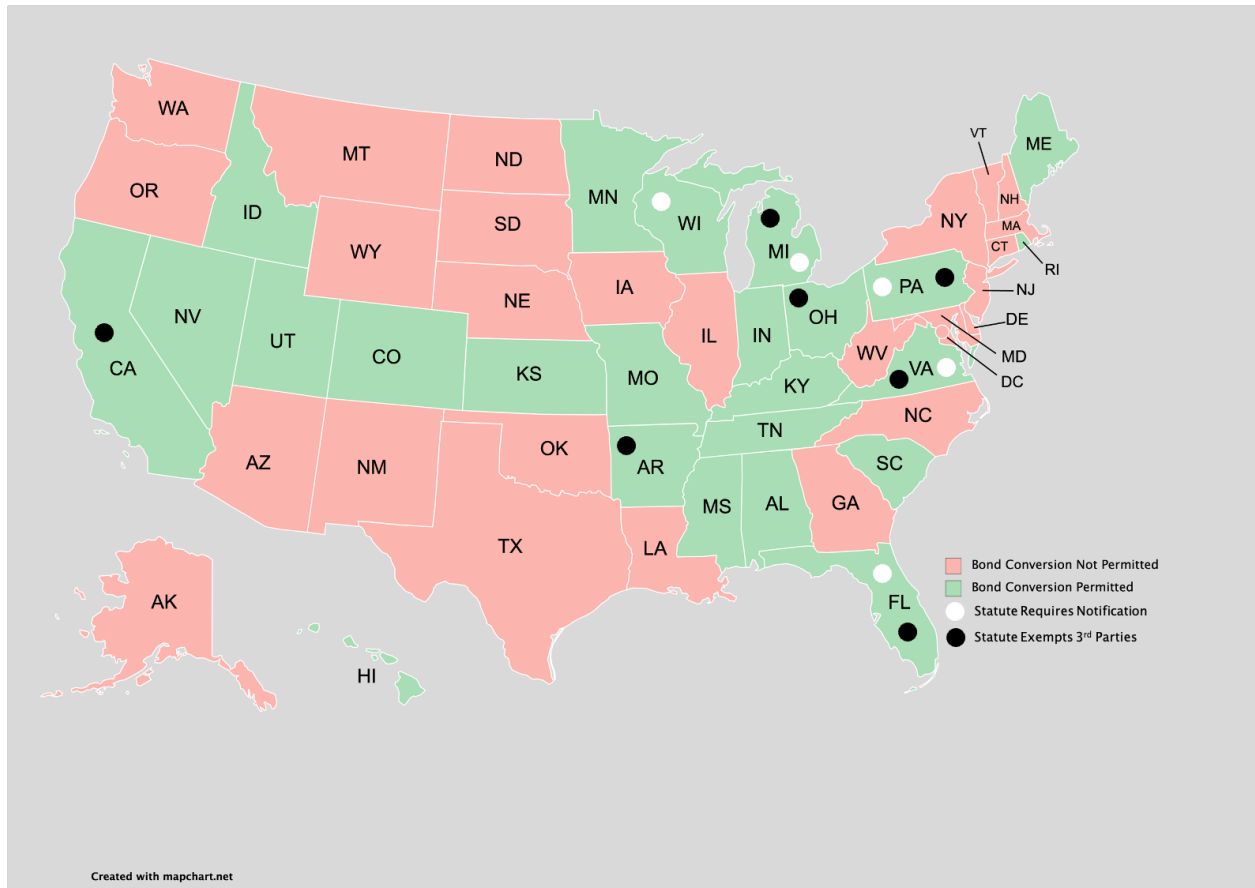 VT
WA
ME
MT
ND
MN
OR
NH
ID
WI
SD
NY
MA
MI
CT
WY
RI
IA
PA
NJ
NE
NV
OH
DE
IL
IN
UT
CO
WV
MD
CA
VA
DC
KS
MO
KY
NC
TN
OK
AZ
NM
AR
SC
MS
AL
GA
TX
LA
Bond Conversion Not Permitted
Bond Conversion Permitted
AK
FL
Statute Requires Notification
Statute Exempts 3rd Parties
HI
Created with mapchart.net